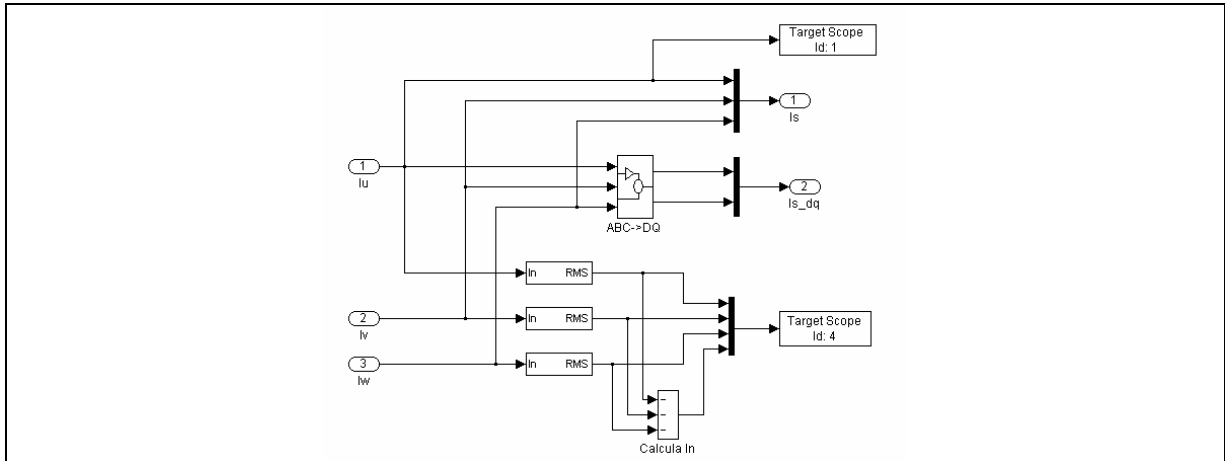 Target Scope
Id: 1
1
Is
1
Iu
2
Is_dq
ABC->DQ
In RMS
2
Iv
In RMS
Target Scope
Id: 4
3
Iw
In RMS
−
−
−
Calcula In